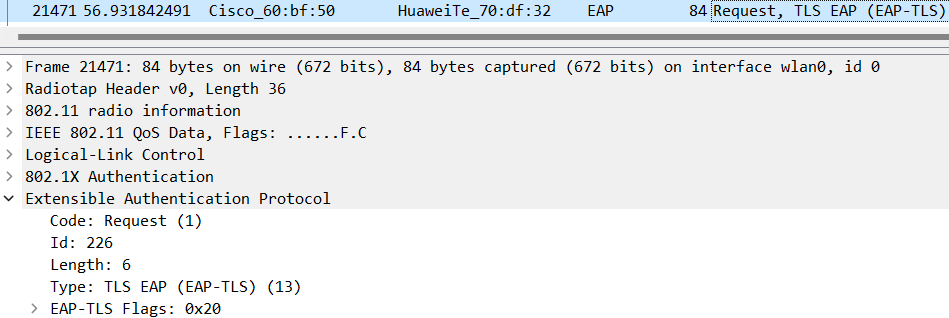 21471 56.931842491 Cisco_60:bf:50 HuaweiTe_70:df:32 EAP 84 Request, TLS EAP (EAP-TLS)
Frame 21471: 84 bytes on wire (672 bits), 84 bytes captured (672 bits) on interface wlan0, id 0
Radiotap Header v0, Length 36
802.11 radio information
IEEE 802.11 QoS Data, Flags: ......F.C
Logical-Link Control
802.1X Authentication
Extensible Authentication Protocol
Code: Request (1)
Id: 226
Length: 6
Type: TLS EAP (EAP-TLS) (13)
EAP-TLS Flags: 0x20